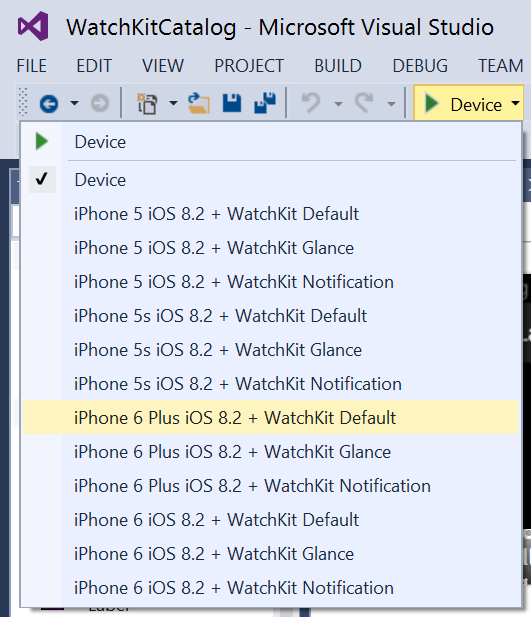 WatchKitCatalog - Microsoft Visual Studio
FILE EDIT VIEW PROJECT BUILD DEBUG TEAM
Device
Device
Device
iPhone 5 iOS 8.2 + WatchKit Default
iPhone 5 iOS 8.2 + WatchKit Glance
iPhone 5 iOS 8.2 + WatchKit Notification
iPhone 5s iOS 8.2 + WatchKit Default
iPhone 5s iOS 8.2 + WatchKit Glance
iPhone 5s iOS 8.2 + WatchKit Notification
iPhone 6 Plus iOS 8.2 + WatchKit Default
iPhone 6 Plus iOS 8.2 + WatchKit Glance
iPhone 6 Plus iOS 8.2 + WatchKit Notification
iPhone 6 iOS 8.2 + WatchKit Default
iPhone 6 iOS 8.2 + WatchKit Glance
iPhone 6 iOS 8.2 + WatchKit Notification
Label